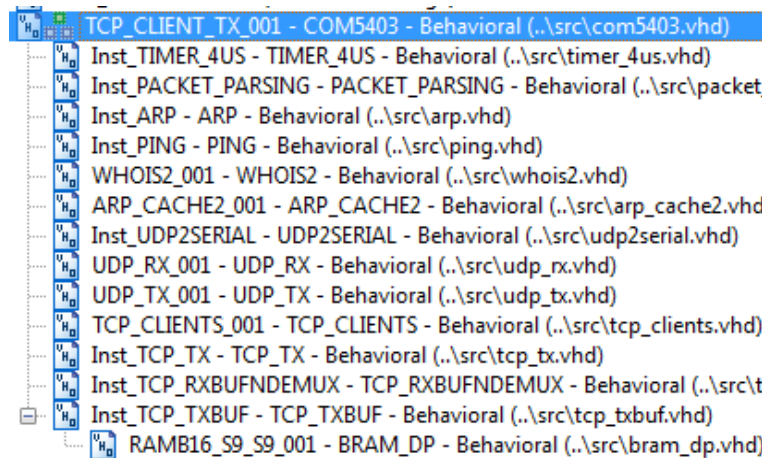 TCP_CLIENT_TX_001 - COM5403 - Behavioral (..\src\com5403.vhd)
Inst_TIMER_4US - TIMER_4US - Behavioral (..\src\timer_4us.vhd)
Inst_PACKET_PARSING - PACKET_PARSING - Behavioral (..\src\packet_
Inst_ARP - ARP - Behavioral (..\src\arp.vhd)
Inst_PING - PING - Behavioral (..\src\ping.vhd)
WHOIS2_001 - WHOIS2 - Behavioral (..\src\whois2.vhd)
ARP_CACHE2_001 - ARP_CACHE2 - Behavioral (..\src\arp_cache2.vhd
Inst_UDP2SERIAL - UDP2SERIAL - Behavioral (..\src\udp2serial.vhd)
UDP_RX_001 - UDP_RX - Behavioral (..\src\udp_rx.vhd)
UDP_TX_001 - UDP_TX - Behavioral (..\src\udp_tx.vhd)
TCP_CLIENTS_001 - TCP_CLIENTS - Behavioral (..\src\tcp_clients.vhd)
Inst_TCP_TX - TCP_TX - Behavioral (..\src\tcp_tx.vhd)
Inst_TCP_RXBUFNDEMUX - TCP_RXBUFNDEMUX - Behavioral (..\src\t
Inst_TCP_TXBUF - TCP_TXBUF - Behavioral (..\src\tcp_txbuf.vhd)
RAMB16_S9_S9_001 - BRAM_DP - Behavioral (..\src\bram_dp.vhd)